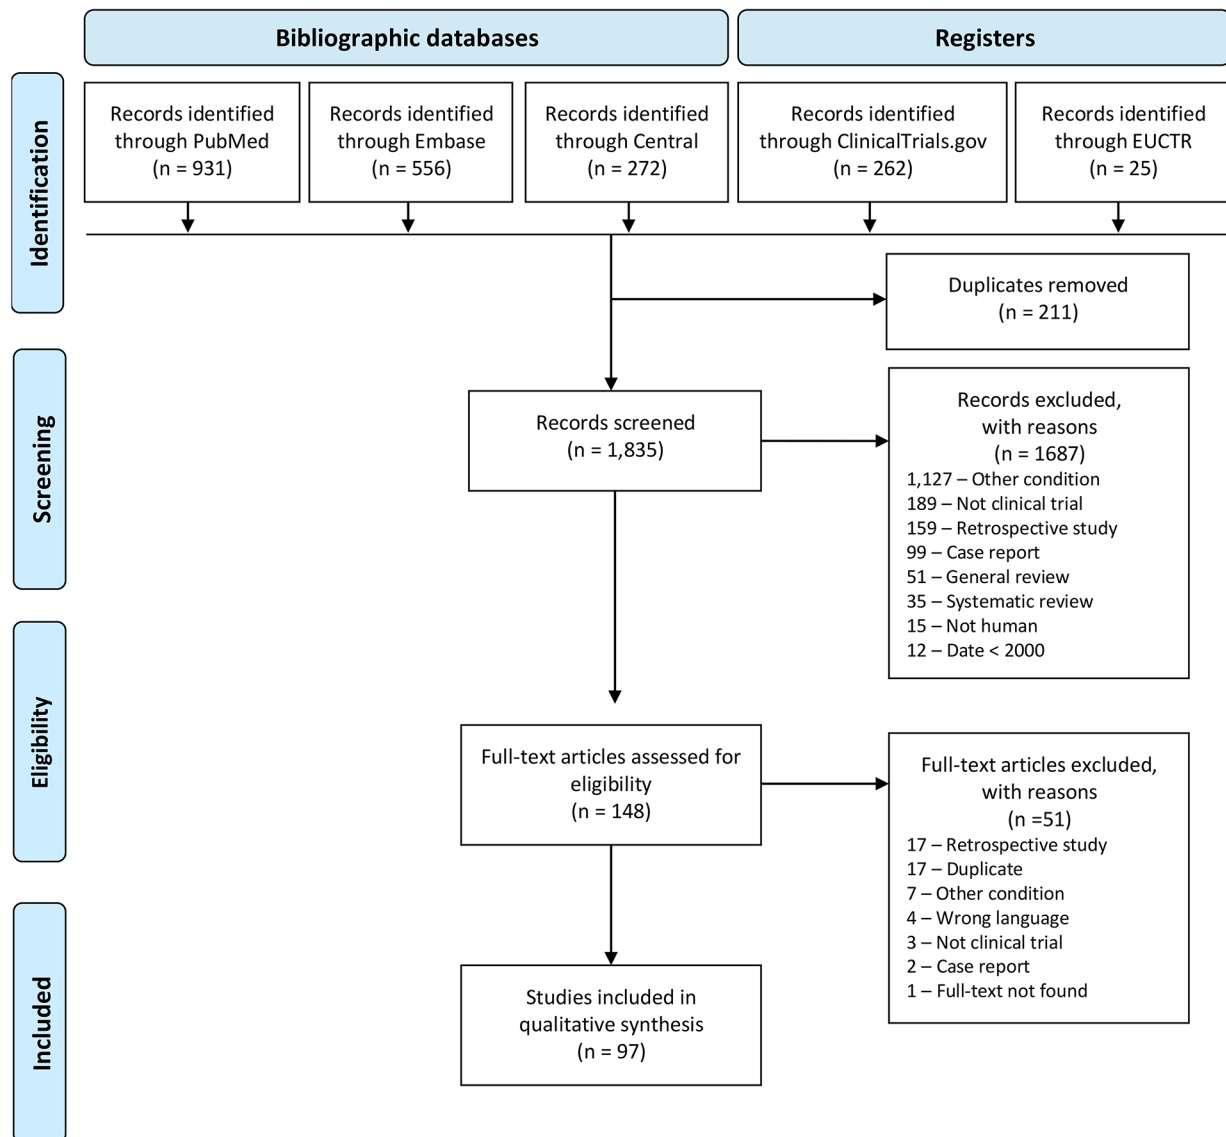 Bibliographic databases
Registers
Identification
Records identified
through PubMed
(n = 931)
Records identified
through Embase
(n = 556)
Records identified
through Central
(n = 272)
Records identified
through ClinicalTrials.gov
(n = 262)
Records identified
through EUCTR
(n = 25)
Duplicates removed
(n = 211)
Screening
Records screened
(n = 1,835)
Records excluded,
with reasons
(n = 1687)
1,127 – Other condition
189 – Not clinical trial
159 – Retrospective study
99 – Case report
51 – General review
35 – Systematic review
15 – Not human
12 – Date < 2000
Eligibility
Full-text articles assessed for
eligibility
(n = 148)
Full-text articles excluded,
with reasons
(n =51)
17 – Retrospective study
17 – Duplicate
7 – Other condition
4 – Wrong language
3 – Not clinical trial
2 – Case report
1 – Full-text not found
Included
Studies included in
qualitative synthesis
(n = 97)